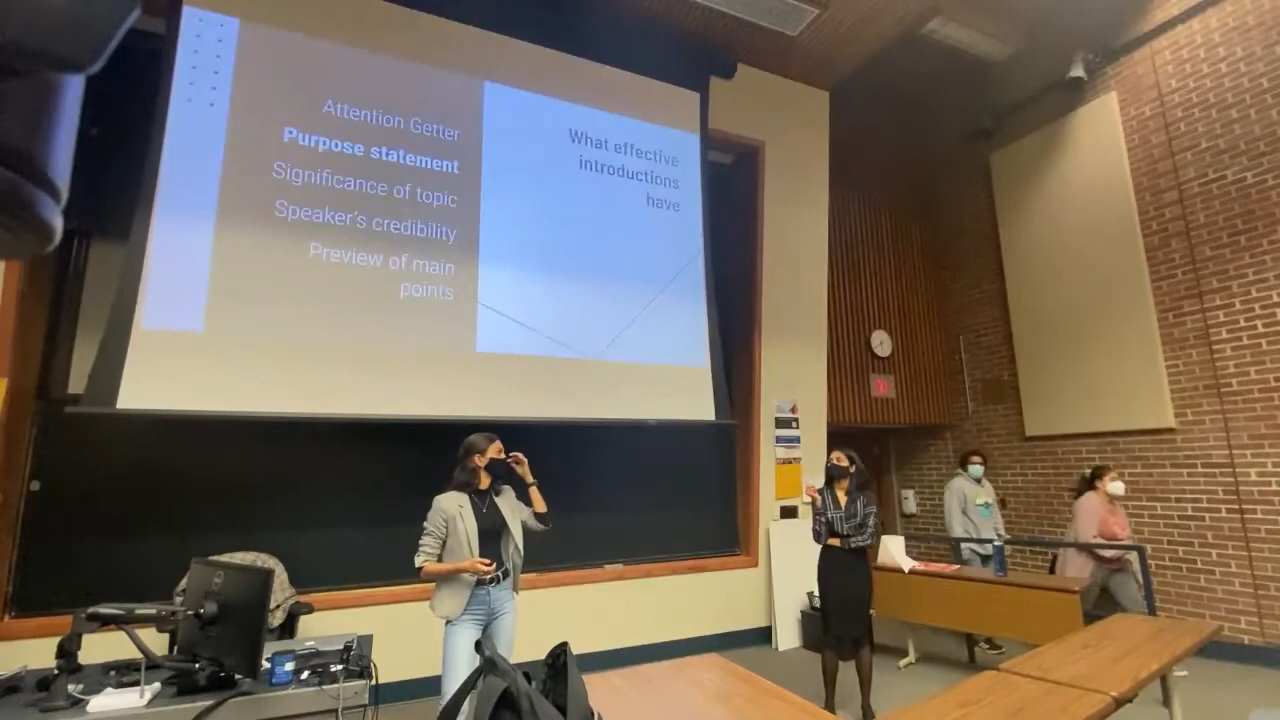 Attention Getter
Purpose statement
Significance of topic
Speaker's credibility
Preview of main
points
What effective
introductions
have